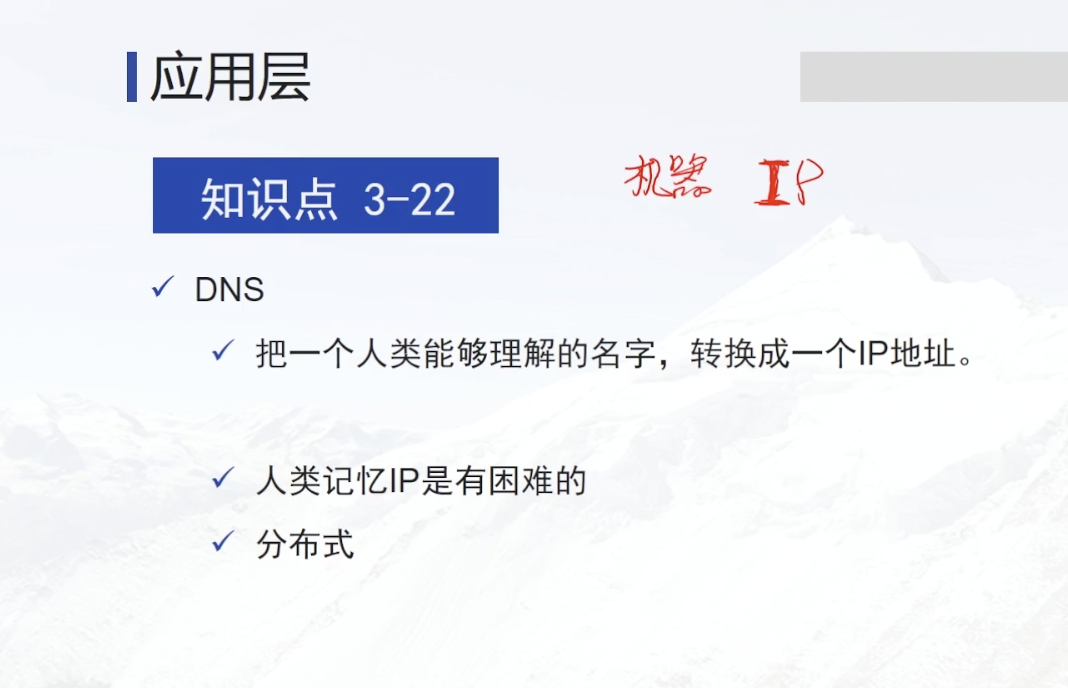 应用层
知识点 3-22
机器 IP
DNS
把一个人类能够理解的名字，转换成一个IP地址。
人类记忆IP是有困难的
分布式